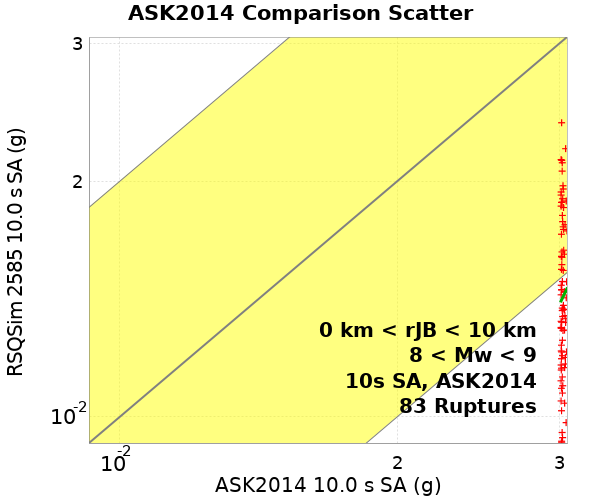 ASK2014 Comparison Scatter
RSQSim 2585 10.0 s SA (g)
3
2
10-2
0 km < rJB < 10 km
8 < Mw < 9
10s SA, ASK2014
83 Ruptures
10-2
2
3
ASK2014 10.0 s SA (g)